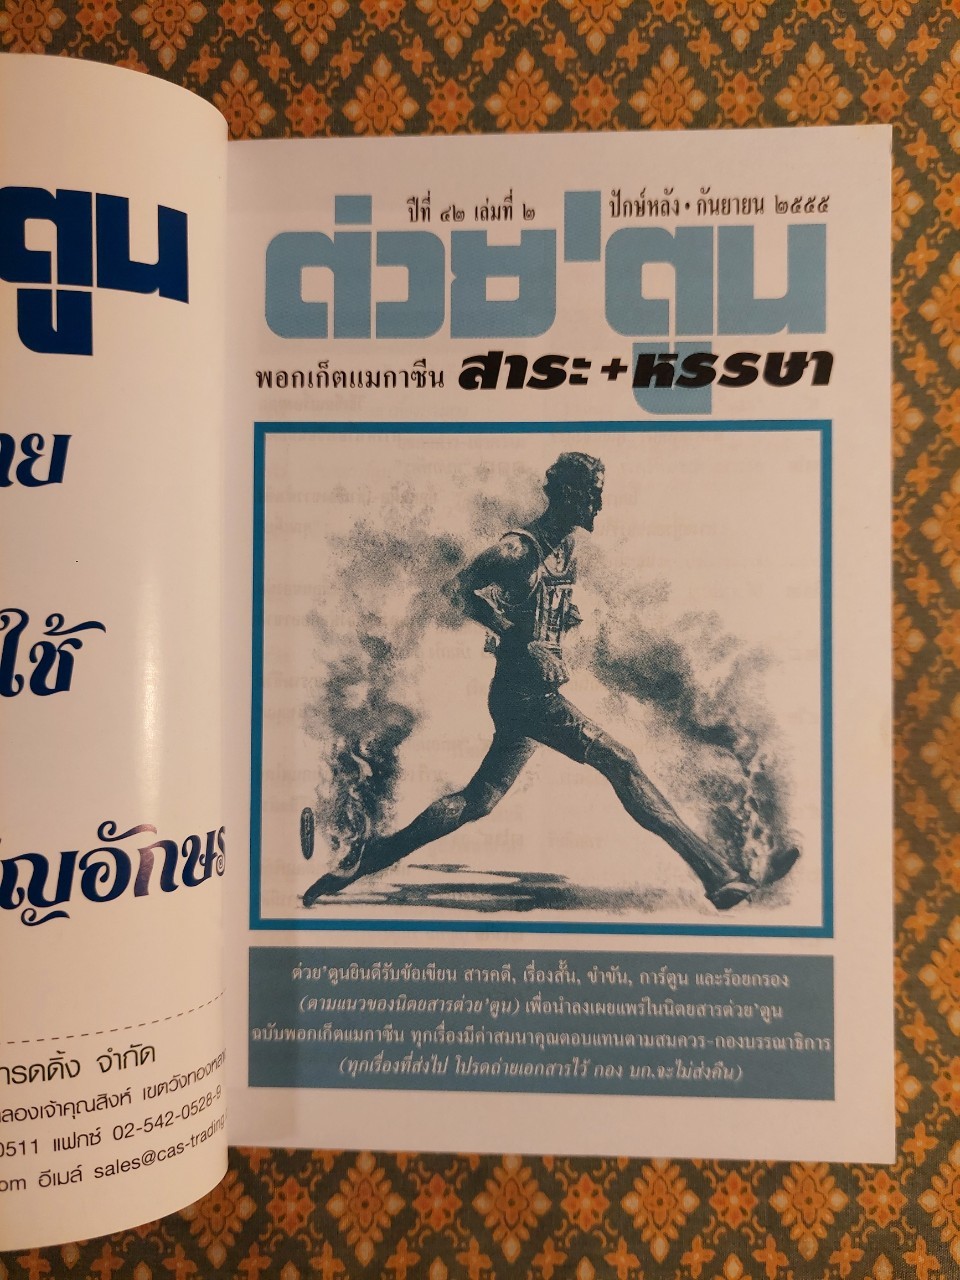 ตูน
ใช้
ญอักษร
รดดิ้ง จำกัด
ลองเจ้าคุณสิงห์ เขตวังทองหลาง
0511 แฟกซ์ 02-542-0528-9
om อีเมล์ sales@cas-trading
ปีที่ ๔๒ เล่มที่ ๒ ปักษ์หลัง • กันยายน ๒๕๕๕
ต่วย'ตูน
พอกเก็ตแมกาซีน สาระ+หรรษา
ต่วย'ตูนยินดีรับข้อเขียน สารคดี, เรื่องสั้น, ขำขัน, การ์ตูน และร้อยกรอง
(ตามแนวของนิตยสารต่วย'ตูน) เพื่อนำลงเผยแพร่ในนิตยสารต่วย'ตูน
ฉบับพอกเก็ตแมกาซีน ทุกเรื่องมีค่าสมนาคุณตอบแทนตามสมควร-กองบรรณาธิการ
(ทุกเรื่องที่ส่งไป โปรดถ่ายเอกสารไว้ กอง บก.จะไม่ส่งคืน)